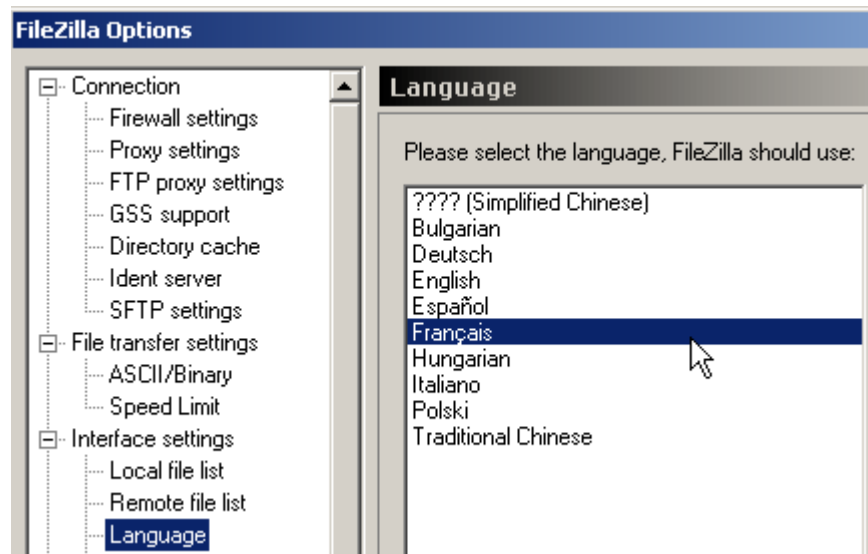 FileZilla Options
Connection
Firewall settings
Proxy settings
FTP proxy settings
GSS support
Directory cache
Ident server
SFTP settings
File transfer settings
ASCII/Binary
Speed Limit
Interface settings
Local file list
Remote file list
Language
Language
Please select the language, FileZilla should use:
???? (Simplified Chinese)
Bulgarian
Deutsch
English
Español
Français
Hungarian
Italiano
Polski
Traditional Chinese